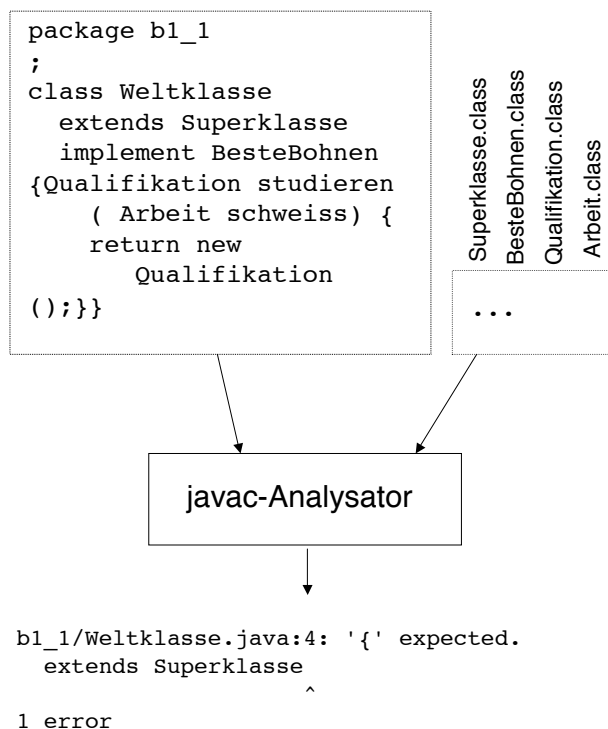 package b1_1
;
class Weltklasse
  extends Superklasse
  implement BesteBohnen
{Qualifikation studieren
    ( Arbeit schweiss) {
    return new
       Qualifikation
();}}
Superklasse.class
BesteBohnen.class
Qualifikation.class
Arbeit.class
...
javac-Analysator
b1_1/Weltklasse.java:4: '{' expected.
  extends Superklasse
                     ^
1 error